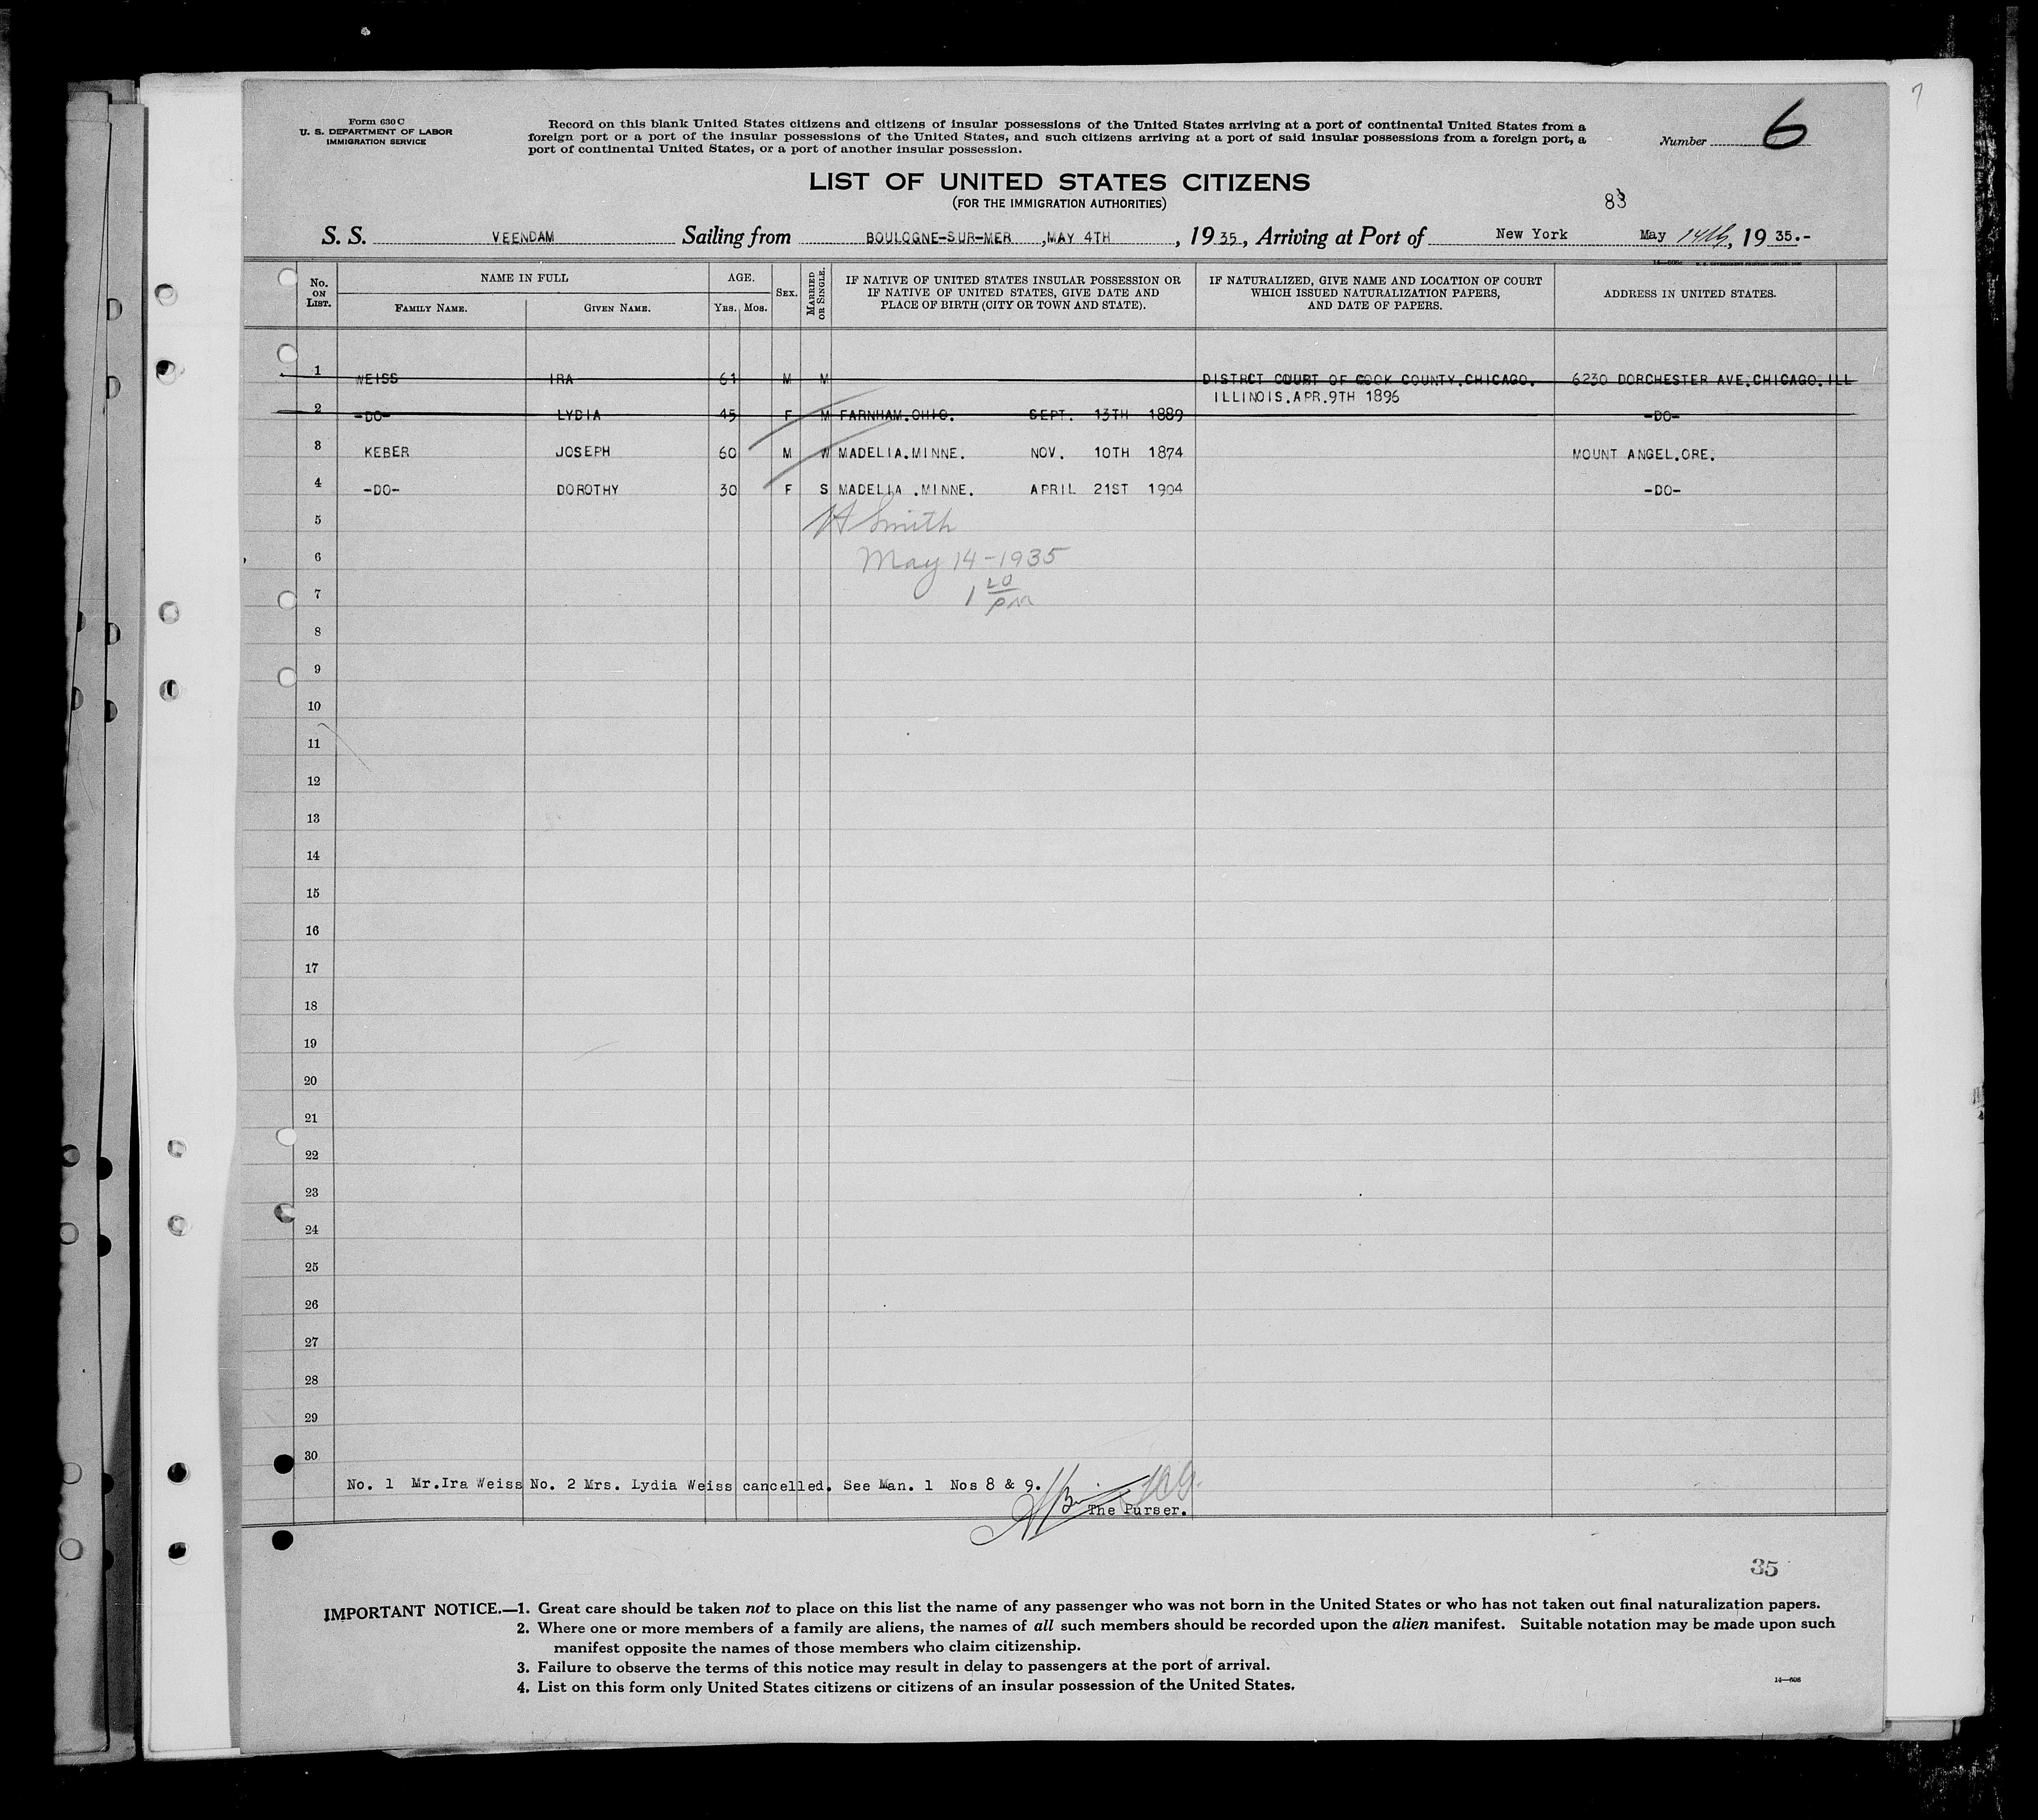 7
Form 630 C
U. S. DEPARTMENT OF LABOR
IMMIGRATION SERVICE
Record on this blank United States citizens and citizens of insular possessions of the United States arriving at a port of continental United States from a
foreign port or a port of the insular possessions of the United States, and such citizens arriving at a port of said insular possessions from a foreign port, a
port of continental United States, or a port of another insular possession.
Number 6
LIST OF UNITED STATES CITIZENS
(FOR THE IMMIGRATION AUTHORITIES)
83
S. S. VEENDAM Sailing from BOULOGNE-SUR-MER ,MAY 4TH , 19 35, Arriving at Port of New York May 14th, 19 35.-
No. ON LIST. NAME IN FULL FAMILY NAME. GIVEN NAME. AGE. YRS. MOS. SEX. MARRIED OR SINGLE. IF NATIVE OF UNITED STATES INSULAR POSSESSION OR IF NATIVE OF UNITED STATES, GIVE DATE AND PLACE OF BIRTH (CITY OR TOWN AND STATE). IF NATURALIZED, GIVE NAME AND LOCATION OF COURT WHICH ISSUED NATURALIZATION PAPERS, AND DATE OF PAPERS. ADDRESS IN UNITED STATES.
1 WEISS IRA 61 M M DISTRCT COURT OF COOK COUNTY.CHICAGO. 6230 DORCHESTER AVE.CHICAGO.ILL
ILLINOIS.APR.9TH 1896
2 -DO- LYDIA 45 F M FARNHAM.OHIO. SEPT. 13TH 1889 -DO-
3 KEBER JOSEPH 60 M W MADELIA.MINNE. NOV. 10TH 1874 MOUNT ANGEL.ORE.
4 -DO- DOROTHY 30 F S MADELIA .MINNE. APRIL 21ST 1904 -DO-
5 Smith
6 May 14-1935
7 1 20 pm
8
9
10
11
12
13
14
15
16
17
18
19
20
21
22
23
24
25
26
27
28
29
30
No. 1 Mr.Ira Weiss No. 2 Mrs. Lydia Weiss cancelled. See Man. 1 Nos 8 & 9.
The Purser.
35
IMPORTANT NOTICE.—1. Great care should be taken not to place on this list the name of any passenger who was not born in the United States or who has not taken out final naturalization papers.
2. Where one or more members of a family are aliens, the names of all such members should be recorded upon the alien manifest. Suitable notation may be made upon such
manifest opposite the names of those members who claim citizenship.
3. Failure to observe the terms of this notice may result in delay to passengers at the port of arrival.
4. List on this form only United States citizens or citizens of an insular possession of the United States.
14—608